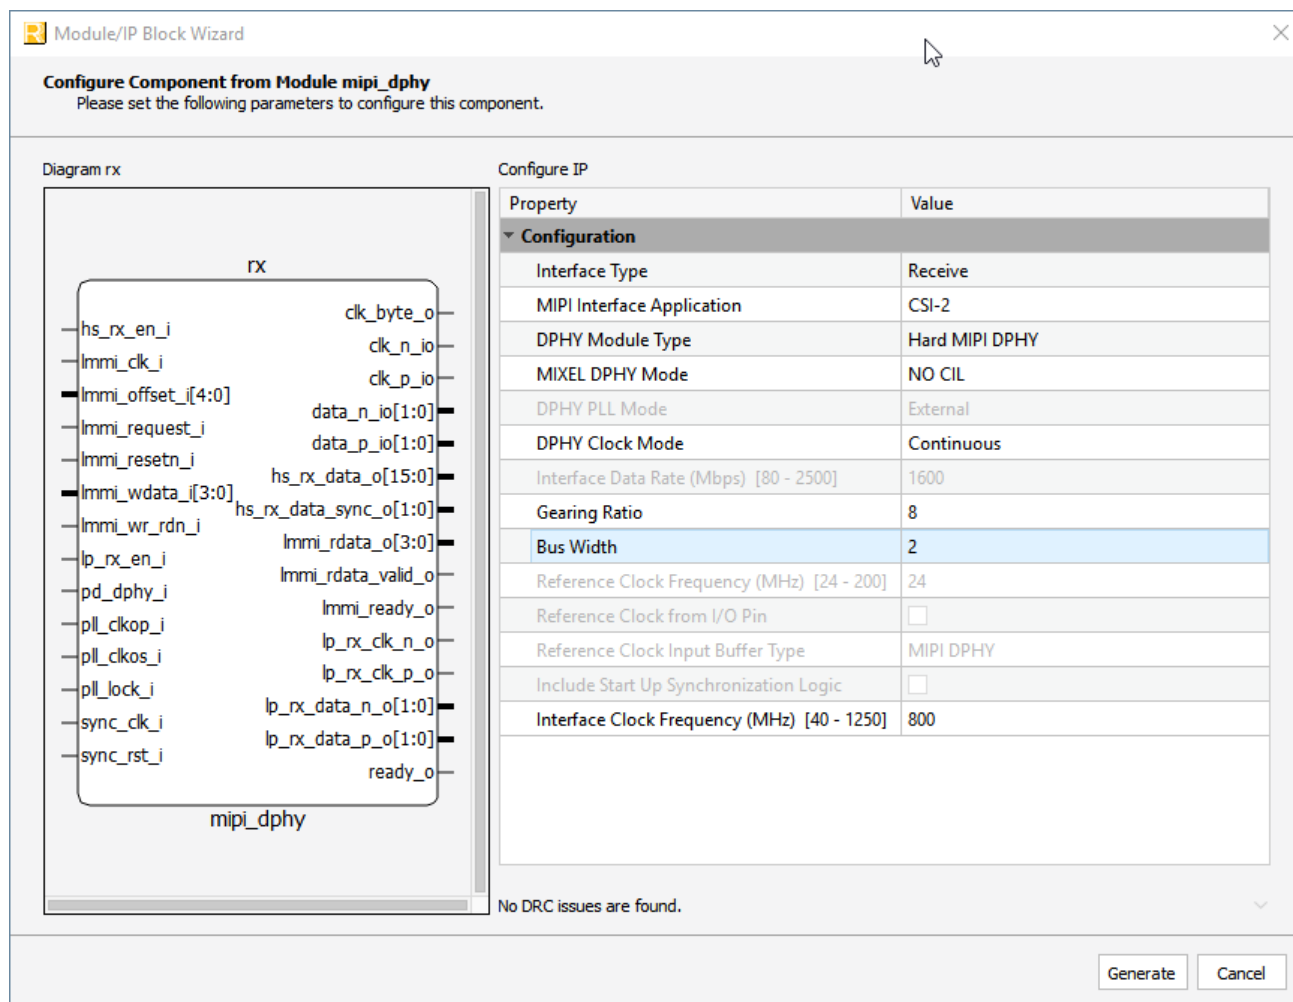 Module/IP Block Wizard
Configure Component from Module mipi_dphy
Please set the following parameters to configure this component.
Diagram rx
rx
hs_rx_en_i
lmmi_clk_i
lmmi_offset_i[4:0]
lmmi_request_i
lmmi_resetn_i
lmmi_wdata_i[3:0]
lmmi_wr_rdn_i
lp_rx_en_i
pd_dphy_i
pll_clkop_i
pll_clkos_i
pll_lock_i
sync_clk_i
sync_rst_i
clk_byte_o
clk_n_io
clk_p_io
data_n_io[1:0]
data_p_io[1:0]
hs_rx_data_o[15:0]
hs_rx_data_sync_o[1:0]
lmmi_rdata_o[3:0]
lmmi_rdata_valid_o
lmmi_ready_o
lp_rx_clk_n_o
lp_rx_clk_p_o
lp_rx_data_n_o[1:0]
lp_rx_data_p_o[1:0]
ready_o
mipi_dphy
Configure IP
Property Value
Configuration
Interface Type Receive
MIPI Interface Application CSI-2
DPHY Module Type Hard MIPI DPHY
MIXEL DPHY Mode NO CIL
DPHY PLL Mode External
DPHY Clock Mode Continuous
Interface Data Rate (Mbps) [80 - 2500] 1600
Gearing Ratio 8
Bus Width 2
Reference Clock Frequency (MHz) [24 - 200] 24
Reference Clock from I/O Pin
Reference Clock Input Buffer Type MIPI DPHY
Include Start Up Synchronization Logic
Interface Clock Frequency (MHz) [40 - 1250] 800
No DRC issues are found.
Generate Cancel